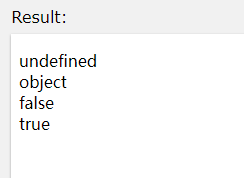 Result:
undefined
object
false
true